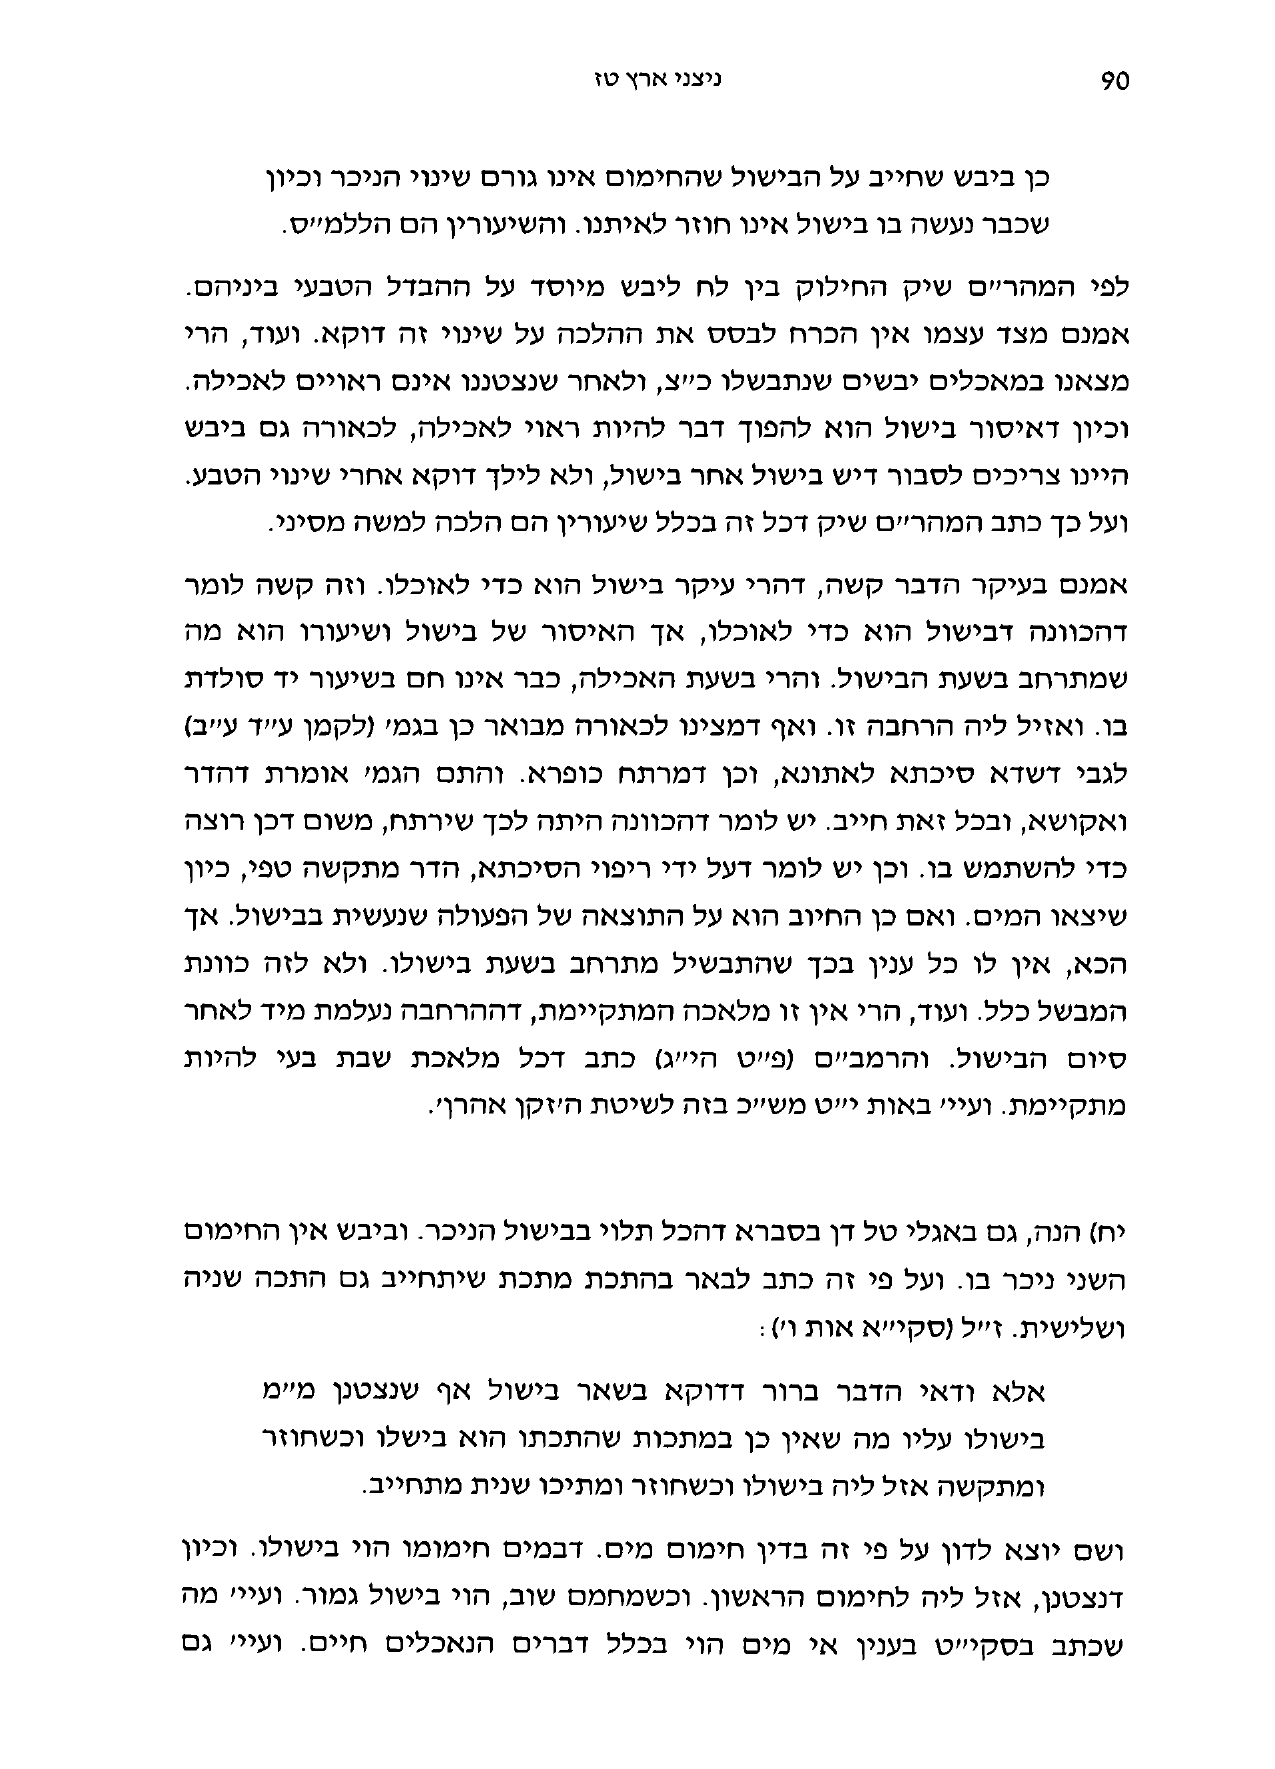 90
ניצני ארץ טז
כן ביבש שחייב על הבישול שהחימום אינו גורם שינוי הניכר וכיון
שכבר נעשה בו בישול אינו חוזר לאיתנו. והשיעורין הם הללמ״ס.
לפי המהר״ם שיק החילוק בין לח ליבש מיוסד על ההבדל הטבעי ביניהם.
אמנם מצד עצמו אין הכרח לבסס את ההלכה על שינוי זה דוקא. ועוד, הרי
מצאנו במאכלים יבשים שנתבשלו כ״צ, ולאחר שנצטננו אינם ראויים לאכילה.
וכיון דאיסור בישול הוא להפוך דבר להיות ראוי לאכילה, לכאורה גם ביבש
היינו צריכים לסבור דיש בישול אחר בישול, ולא לילך דוקא אחרי שינוי הטבע.
ועל כך כתב המהר״ם שיק דכל זה בכלל שיעורין הם הלכה למשה מסיני.
אמנם בעיקר הדבר קשה, דהרי עיקר בישול הוא כדי לאוכלו. וזה קשה לומר
דהכוונה דבישול הוא כדי לאוכלו, אך האיסור של בישול ושיעורו הוא מה
שמתרחב בשעת הבישול. והרי בשעת האכילה, כבר אינו חם בשיעור יד סולדת
בו. ואזיל ליה הרחבה זו. ואף דמצינו לכאורה מבואר כן בגמ׳ (לקמן ע״ד ע״ב)
לגבי דשדא סיכתא לאתונא, וכן דמרתח כופרא. והתם הגמ׳ אומרת דהדר
ואקושא, ובכל זאת חייב. יש לומר דהכוונה היתה לכך שירתח, משום דכן רוצה
כדי להשתמש בו. וכן יש לומר דעל ידי ריפוי הסיכתא, הדר מתקשה טפי, כיון
שיצאו המים. ואם כן החיוב הוא על התוצאה של הפעולה שנעשית בבישול. אך
הכא, אין לו כל ענין בכך שהתבשיל מתרחב בשעת בישולו. ולא לזה כוונת
המבשל כלל. ועוד, הרי אין זו מלאכה המתקיימת, דההרחבה נעלמת מיד לאחר
סיום הבישול. והרמב״ם (פ״ט הי״ג) כתב דכל מלאכת שבת בעי להיות
מתקיימת. ועיי׳ באות י״ט מש״כ בזה לשיטת ה׳זקן אהרן׳.
יח) הנה, גם באגלי טל דן בסברא דהכל תלוי בבישול הניכר. וביבש אין החימום
השני ניכר בו. ועל פי זה כתב לבאר בהתכת מתכת שיתחייב גם התכה שניה
ושלישית. ז״ל (סקי״א אות ו׳):
אלא ודאי הדבר ברור דדוקא בשאר בישול אף שנצטנן מ״מ
בישולו עליו מה שאין כן במתכות שהתכתו הוא בישלו וכשחוזר
ומתקשה אזל ליה בישולו וכשחוזר ומתיכו שנית מתחייב.
ושם יוצא לדון על פי זה בדין חימום מים. דבמים חימומו הוי בישולו. וכיון
דנצטנן, אזל ליה לחימום הראשון. וכשמחמם שוב, הוי בישול גמור. ועיי׳ מה
שכתב בסקי״ט בענין אי מים הוי בכלל דברים הנאכלים חיים. ועיי׳ גם